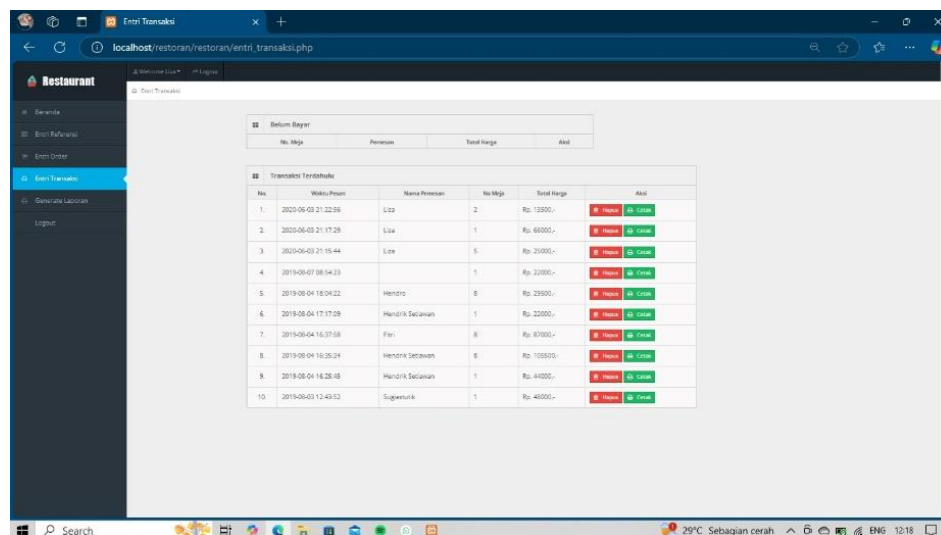 Entri Transaksi
localhost/restoran/restoran/entri_transaksi.php
Restaurant
Welcome Liza Logout
Entri Transaksi
Beranda
Entri Referensi
Entri Order
Entri Transaksi
Generate Laporan
Logout
Belum Bayar
No. Meja Pemesan Total Harga Aksi
Transaksi Terdahulu
No. Waktu Pesan Nama Pemesan No Meja Total Harga Aksi
1. 2020-06-03 21:22:56 Liza 2 Rp. 13500,- Hapus Cetak
2. 2020-06-03 21:17:29 Liza 1 Rp. 66000,- Hapus Cetak
3. 2020-06-03 21:15:44 Liza 5 Rp. 25000,- Hapus Cetak
4. 2019-08-07 08:54:23 1 Rp. 22000,- Hapus Cetak
5. 2019-08-04 18:04:22 Hendro 8 Rp. 29500,- Hapus Cetak
6. 2019-08-04 17:17:09 Hendrik Setiawan 1 Rp. 22000,- Hapus Cetak
7. 2019-08-04 16:37:58 Fitri 8 Rp. 87000,- Hapus Cetak
8. 2019-08-04 16:35:24 Hendrik Setiawan 8 Rp. 105500,- Hapus Cetak
9. 2019-08-04 16:28:48 Hendrik Setiawan 1 Rp. 44000,- Hapus Cetak
10. 2019-08-03 12:43:52 Sugiastutik 1 Rp. 48000,- Hapus Cetak
Search 29°C Sebagian cerah ENG 12:18